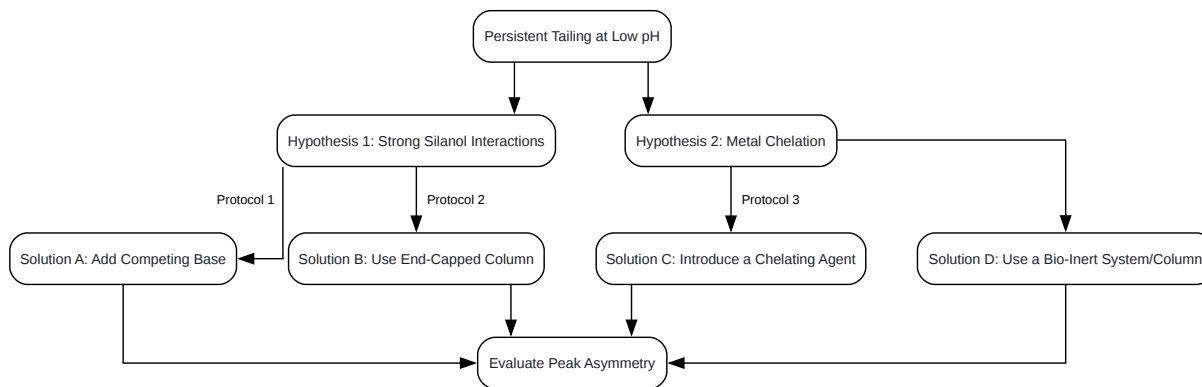 Persistent Tailing at Low pH
Hypothesis 1: Strong Silanol Interactions
Hypothesis 2: Metal Chelation
Protocol 1
Protocol 2
Protocol 3
Solution A: Add Competing Base
Solution B: Use End-Capped Column
Solution C: Introduce a Chelating Agent
Solution D: Use a Bio-Inert System/Column
Evaluate Peak Asymmetry